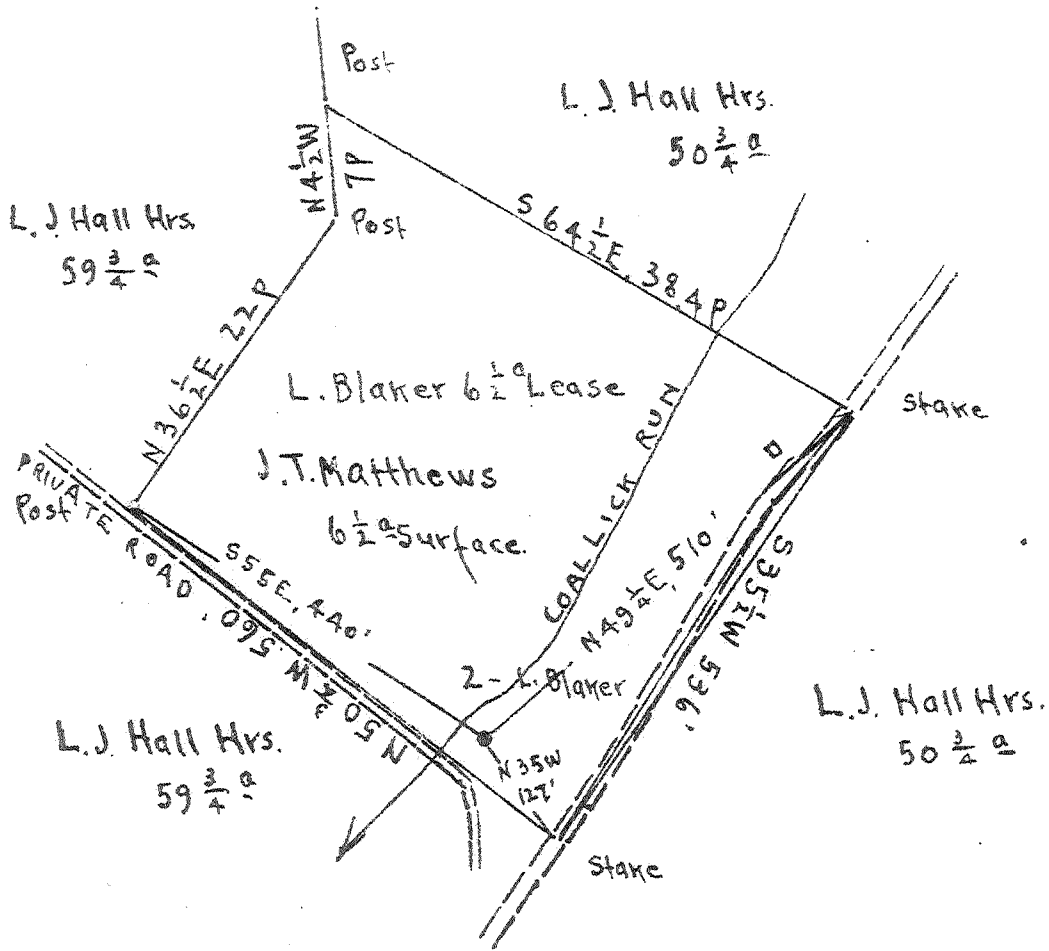 Post
L. J. Hall Hrs.
50 3/4 a
N 4 1/2 W
7P
L. J. Hall Hrs.
59 3/4 a
Post
S 64 1/2 E, 38.4 P
N 36 1/2 E 22 P
L. Blaker 6 1/2 a Lease
Stake
J. T. Matthews
6 1/2 a Surface.
COAL LICK RUN
PRIVATE ROAD.
Post
S 55 E, 440'
N 49 1/4 E, 510'
S 35 1/2 W 536'
N 50 3/4 W. 560'
2 - L. Blaker
L. J. Hall Hrs.
50 3/4 a
L. J. Hall Hrs.
59 3/4 a
N 35 W
127'
Stake